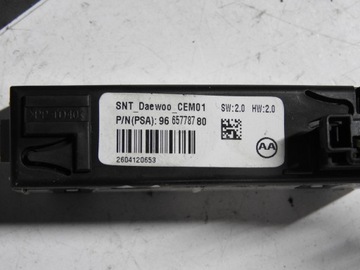 SNT_Daewoo_CEM01 SW:2.0 HW:2.0
P/N(PSA): 96 657787 80
2604120653
AA